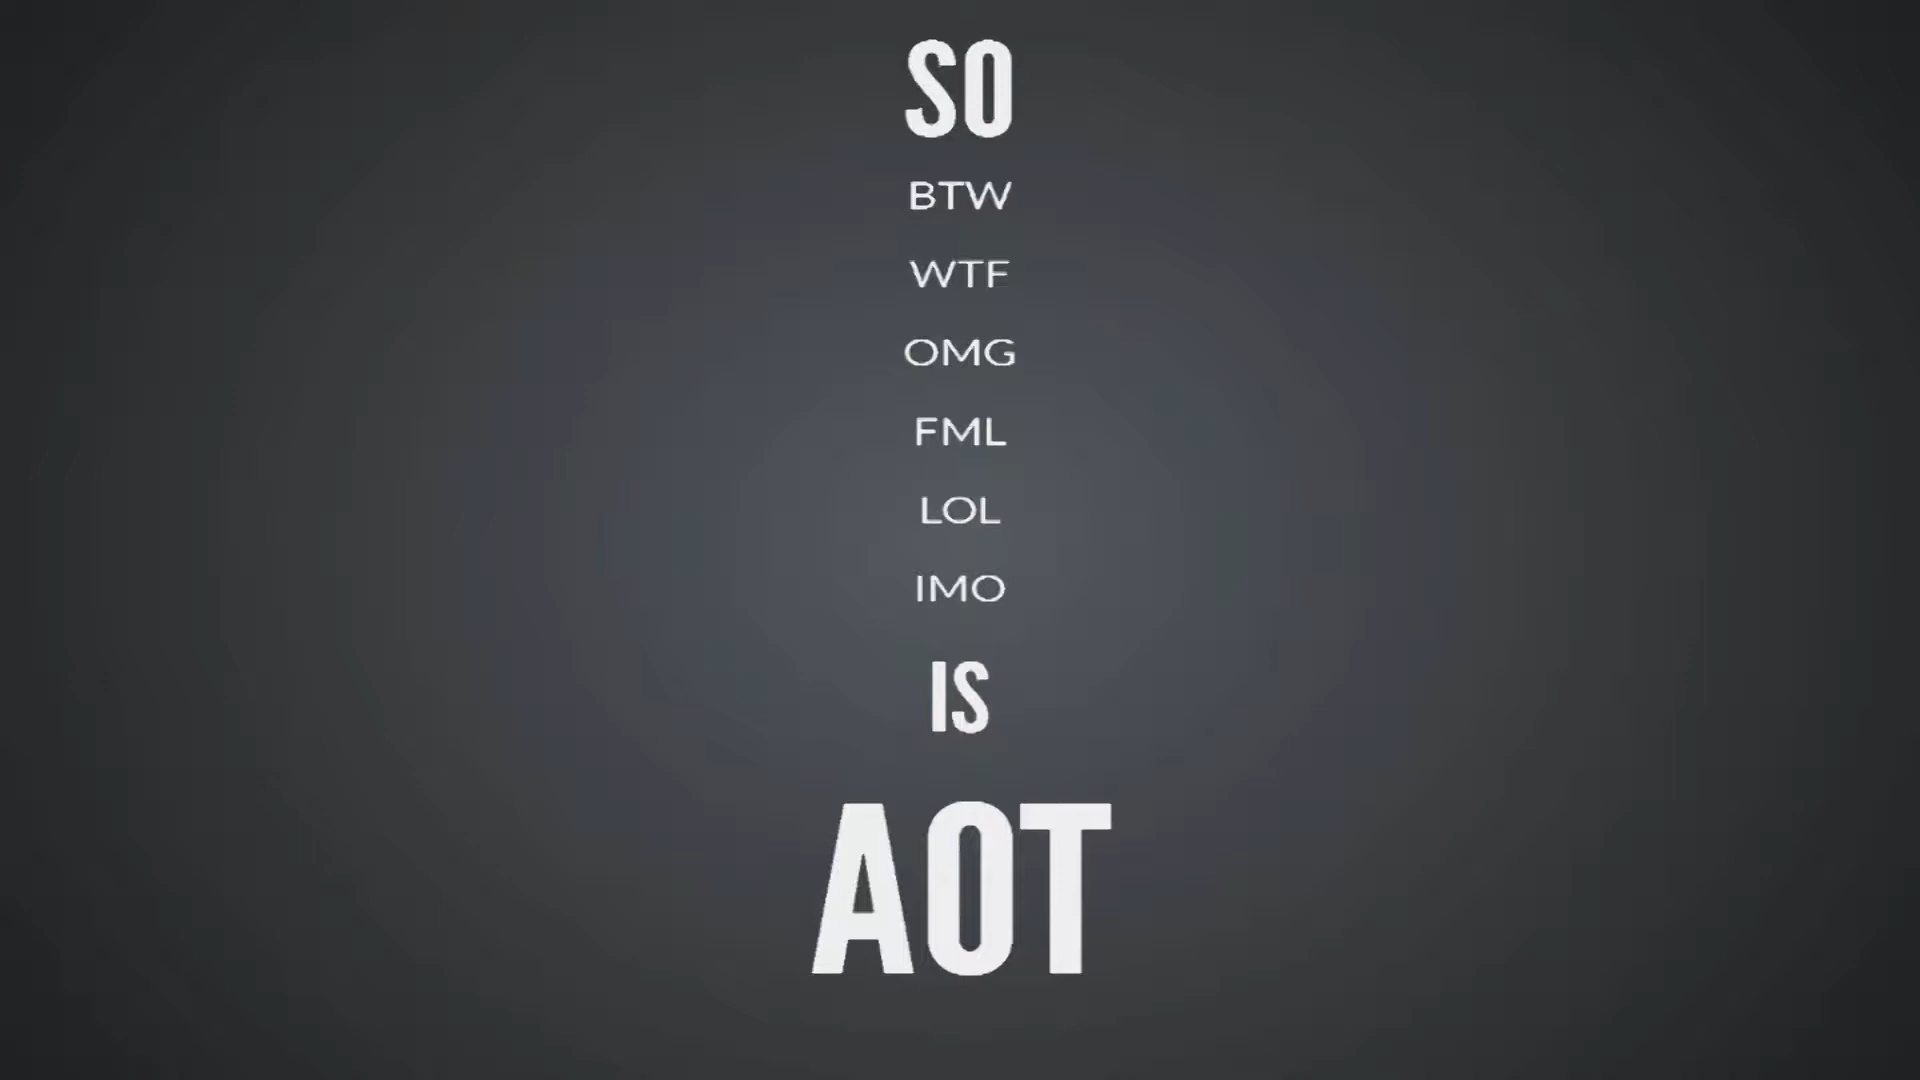 SO
BTW
WTF
OMG
FML
LOL
IMO
IS
AOT